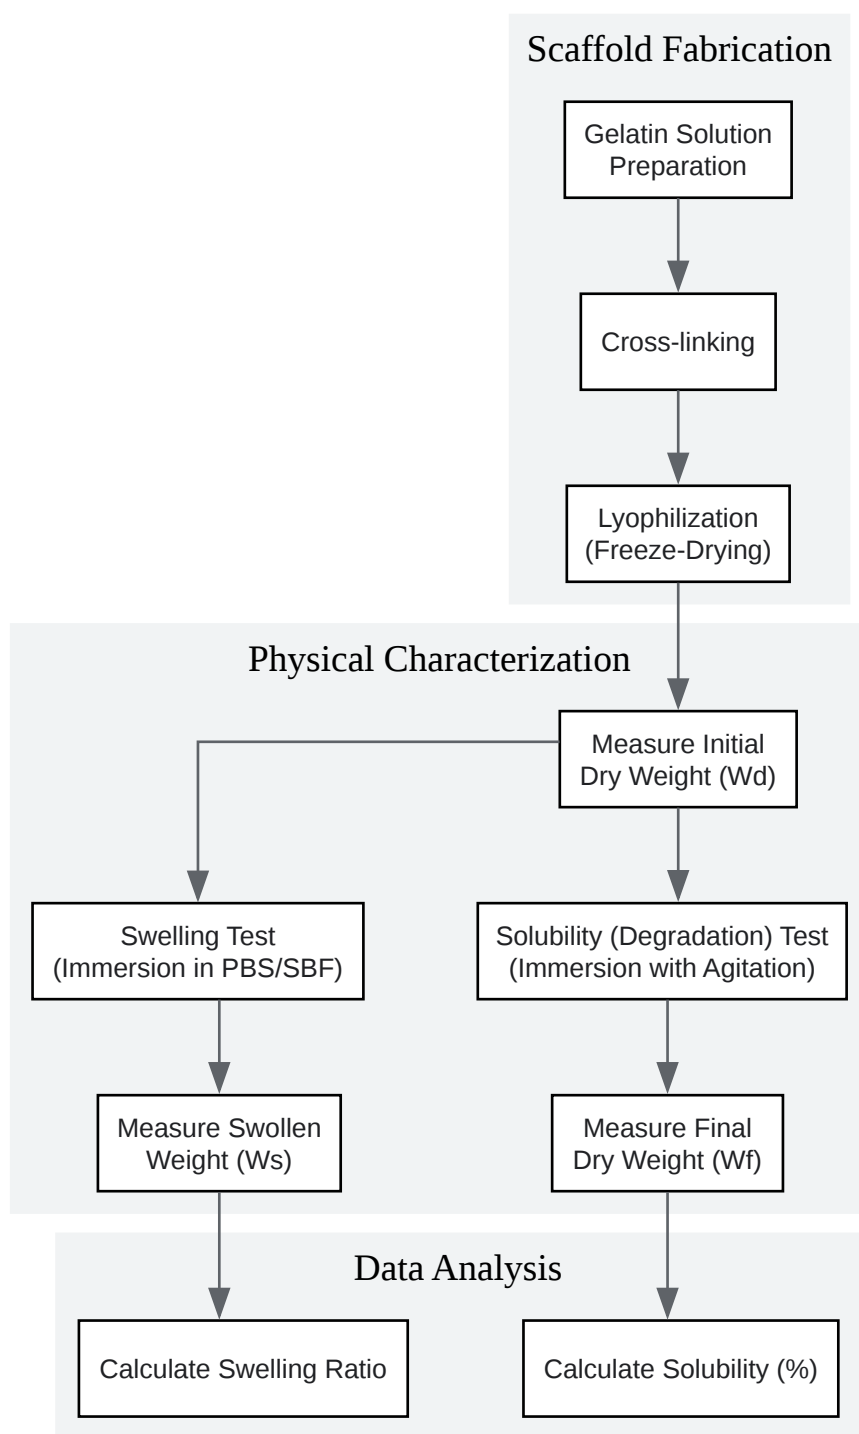 Scaffold Fabrication
Gelatin Solution
Preparation
Cross-linking
Lyophilization
(Freeze-Drying)
Physical Characterization
Measure Initial
Dry Weight (Wd)
Swelling Test
(Immersion in PBS/SBF)
Solubility (Degradation) Test
(Immersion with Agitation)
Measure Swollen
Weight (Ws)
Measure Final
Dry Weight (Wf)
Data Analysis
Calculate Swelling Ratio
Calculate Solubility (%)